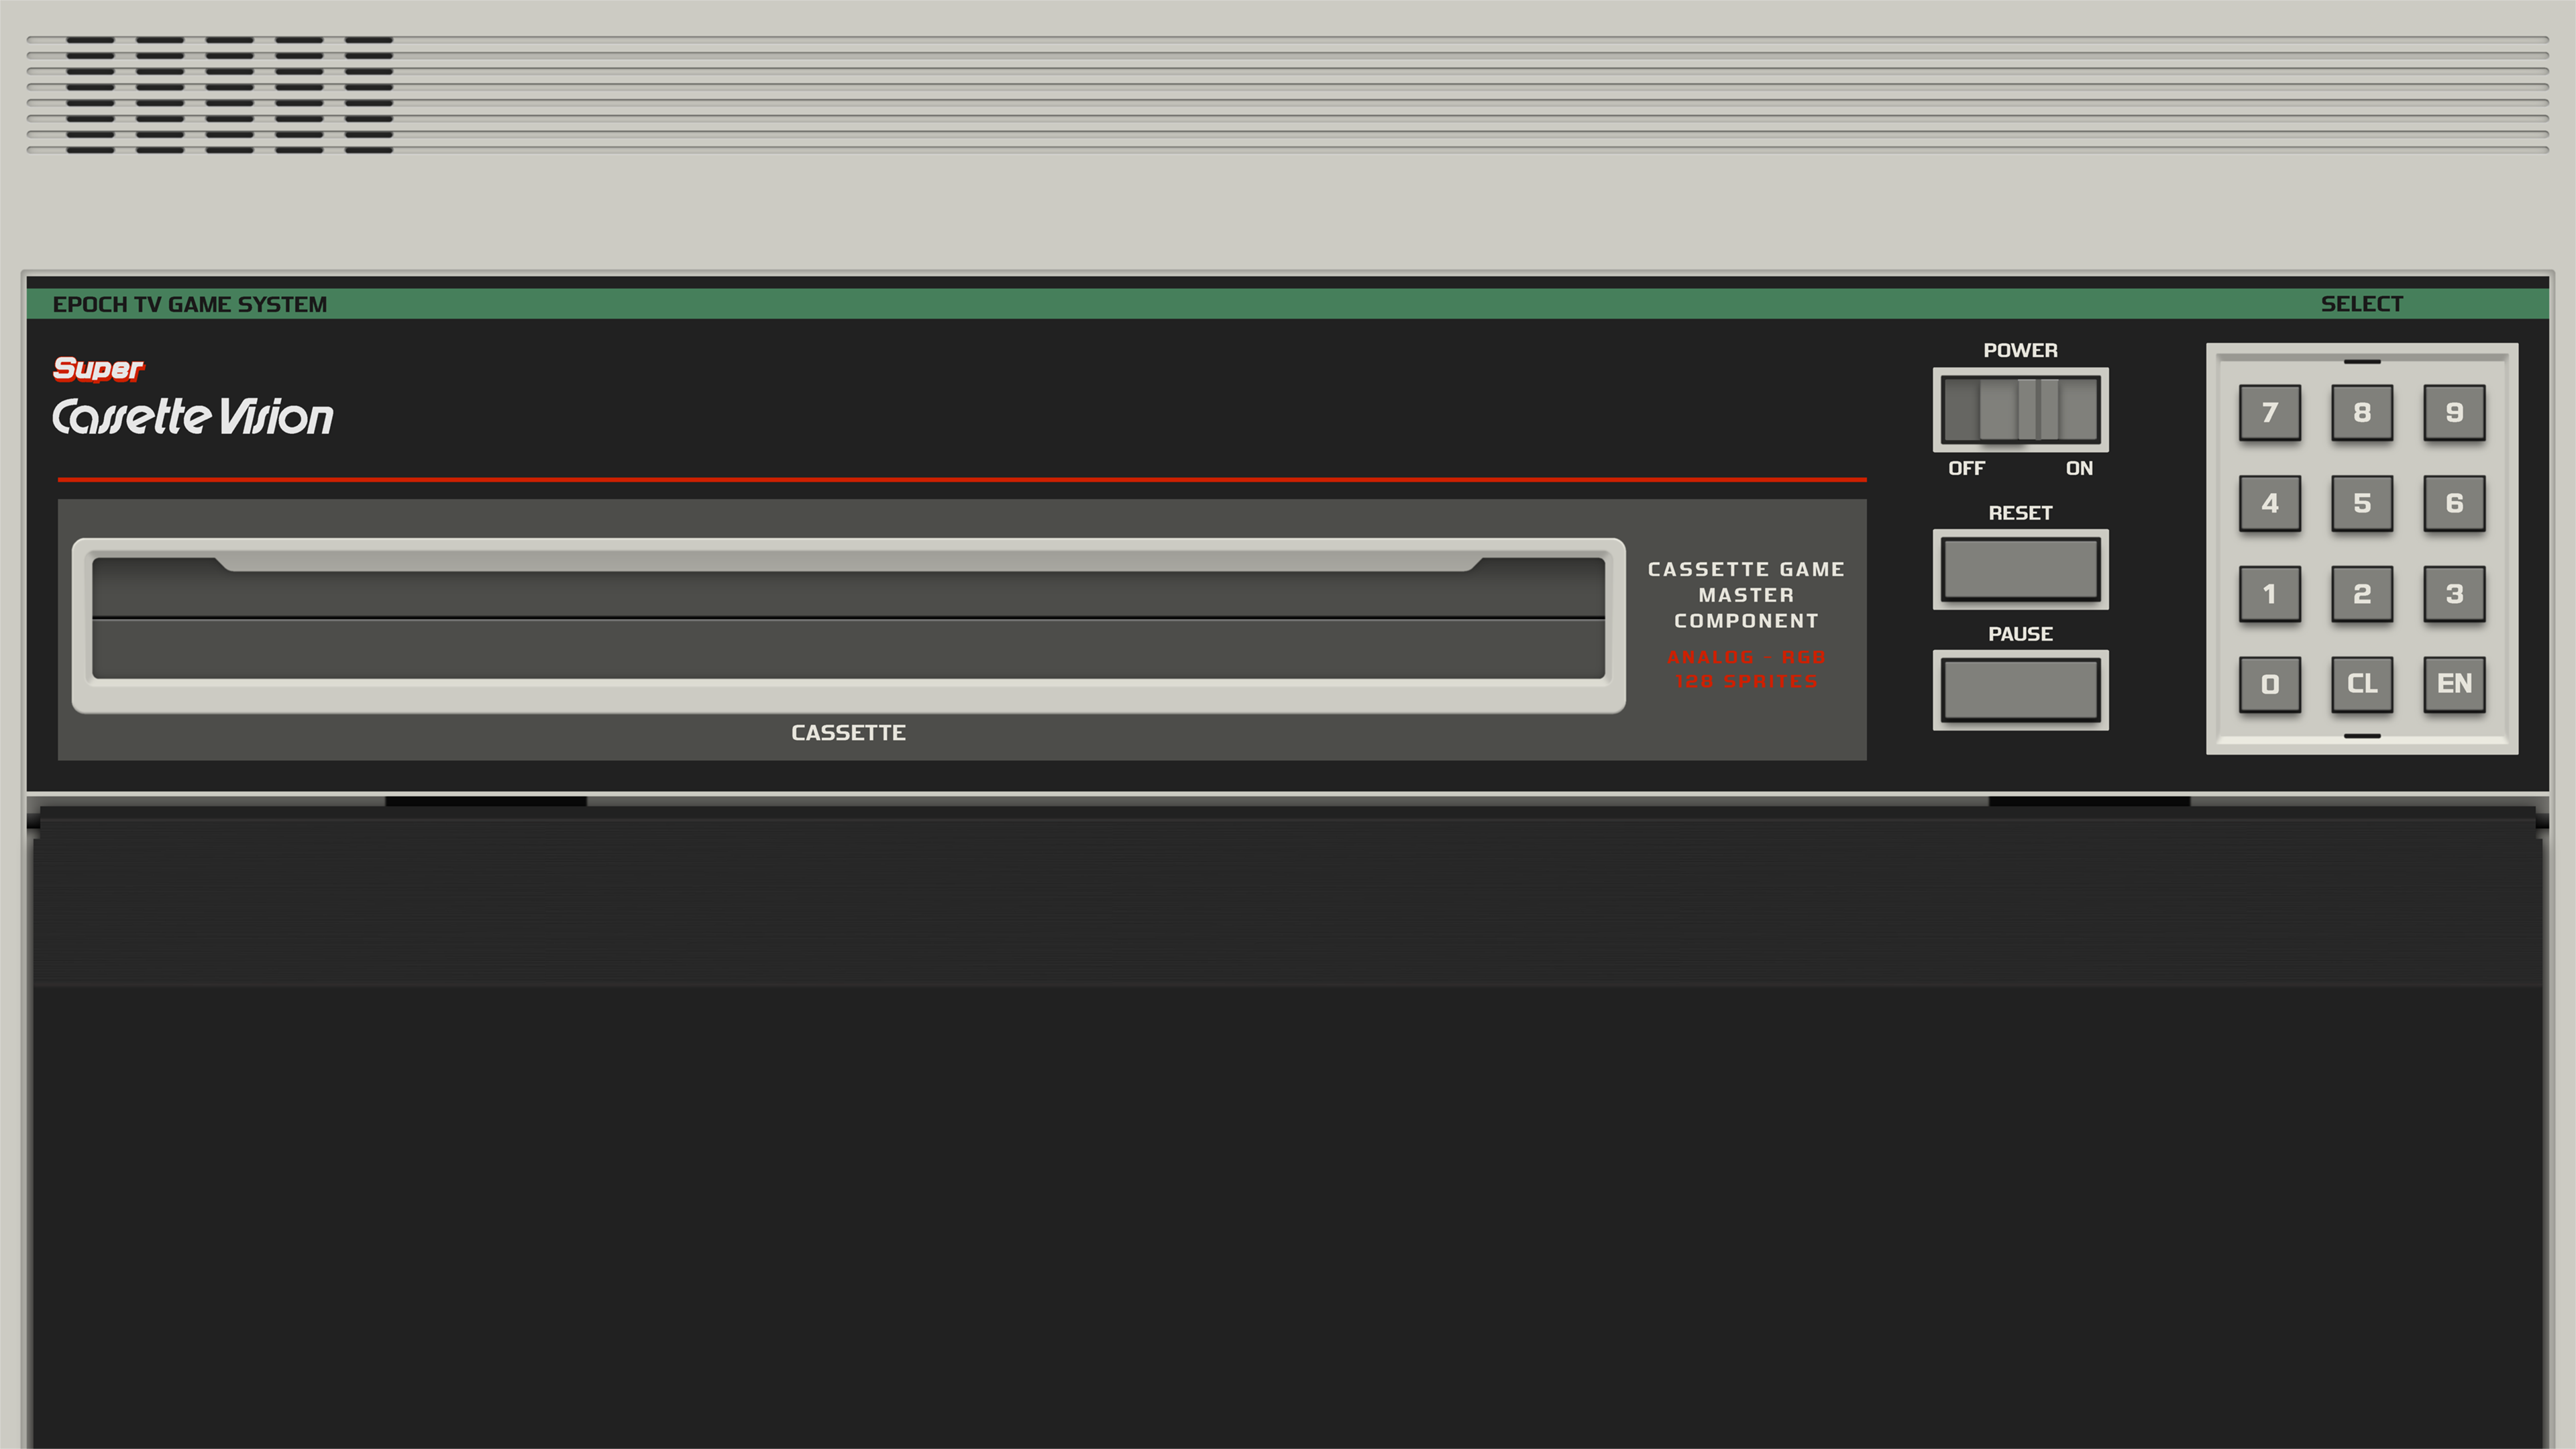 EPOCH TV GAME SYSTEM
SELECT
Super
Cassette Vision
POWER
OFF ON
RESET
PAUSE
7 8 9
4 5 6
1 2 3
0 CL EN
CASSETTE GAME
MASTER
COMPONENT
ANALOG - RGB
128 SPRITES
CASSETTE